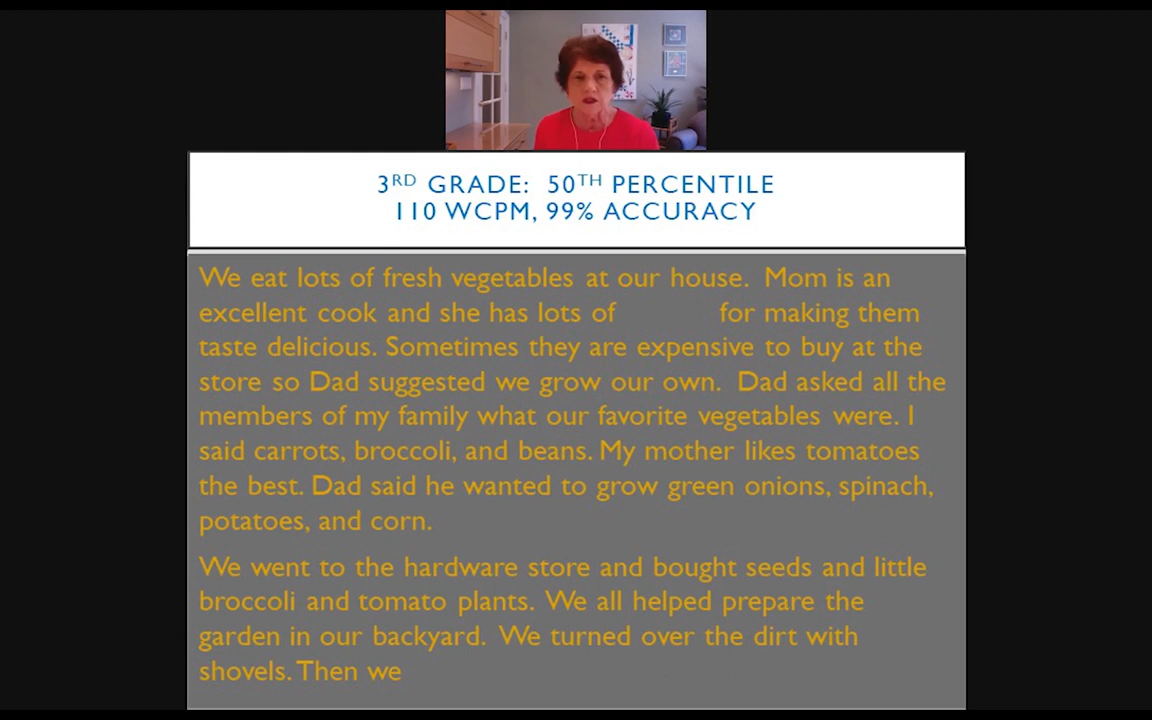 3RD GRADE: 50TH PERCENTILE
110 WCPM, 99% ACCURACY
We eat lots of fresh vegetables at our house. Mom is an
excellent cook and she has lots of for making them
taste delicious. Sometimes they are expensive to buy at the
store so Dad suggested we grow our own. Dad asked all the
members of my family what our favorite vegetables were. I
said carrots, broccoli, and beans. My mother likes tomatoes
the best. Dad said he wanted to grow green onions, spinach,
potatoes, and corn.
We went to the hardware store and bought seeds and little
broccoli and tomato plants. We all helped prepare the
garden in our backyard. We turned over the dirt with
shovels. Then we